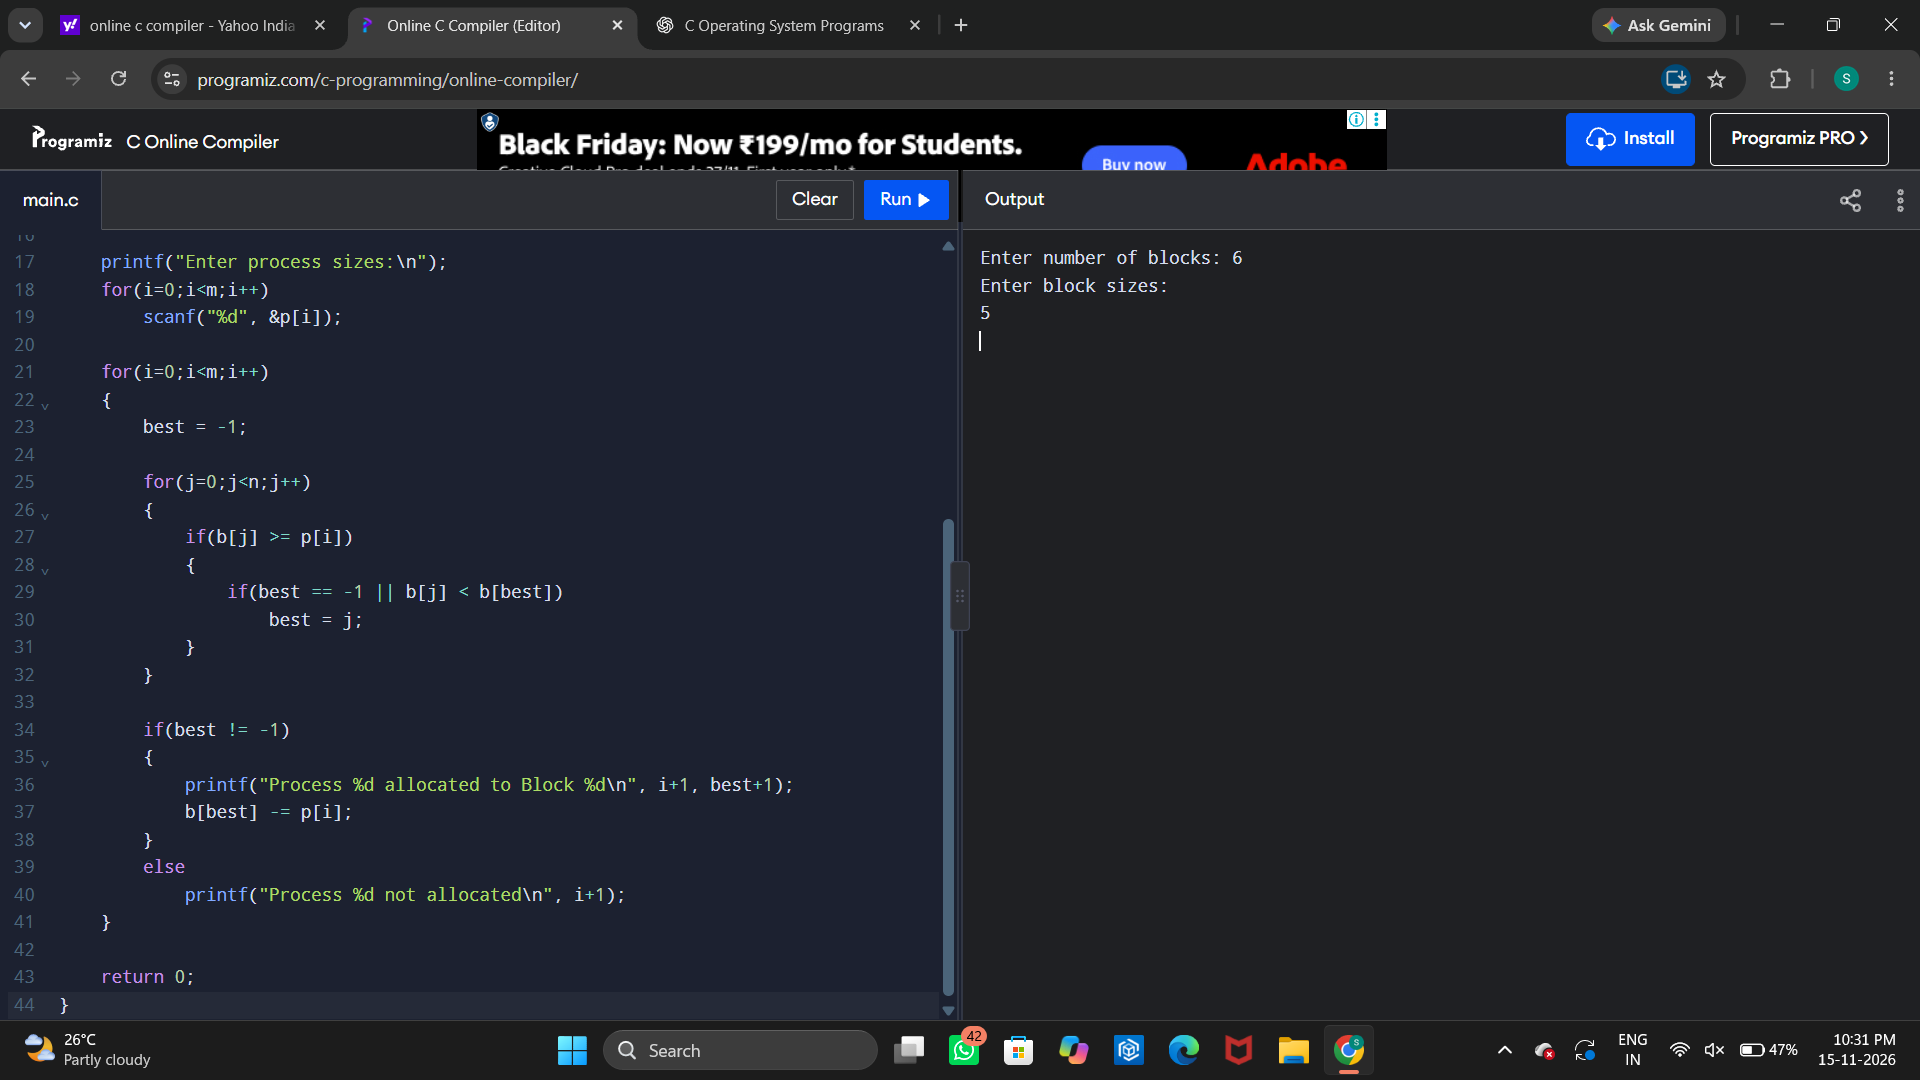 online c compiler - Yahoo India
Online C Compiler (Editor)
C Operating System Programs
Ask Gemini
programiz.com/c-programming/online-compiler/
S
Programiz C Online Compiler
Black Friday: Now ₹199/mo for Students.
Buy now
Adobe
Install
Programiz PRO
main.c
Clear
Run
Output
16
17 printf("Enter process sizes:\n");
18 for(i=0;i<m;i++)
19 scanf("%d", &p[i]);
20
21 for(i=0;i<m;i++)
22 {
23 best = -1;
24
25 for(j=0;j<n;j++)
26 {
27 if(b[j] >= p[i])
28 {
29 if(best == -1 || b[j] < b[best])
30 best = j;
31 }
32 }
33
34 if(best != -1)
35 {
36 printf("Process %d allocated to Block %d\n", i+1, best+1);
37 b[best] -= p[i];
38 }
39 else
40 printf("Process %d not allocated\n", i+1);
41 }
42
43 return 0;
44 }
Enter number of blocks: 6
Enter block sizes:
5
26°C
Partly cloudy
Search
42
ENG
IN
47%
10:31 PM
15-11-2026